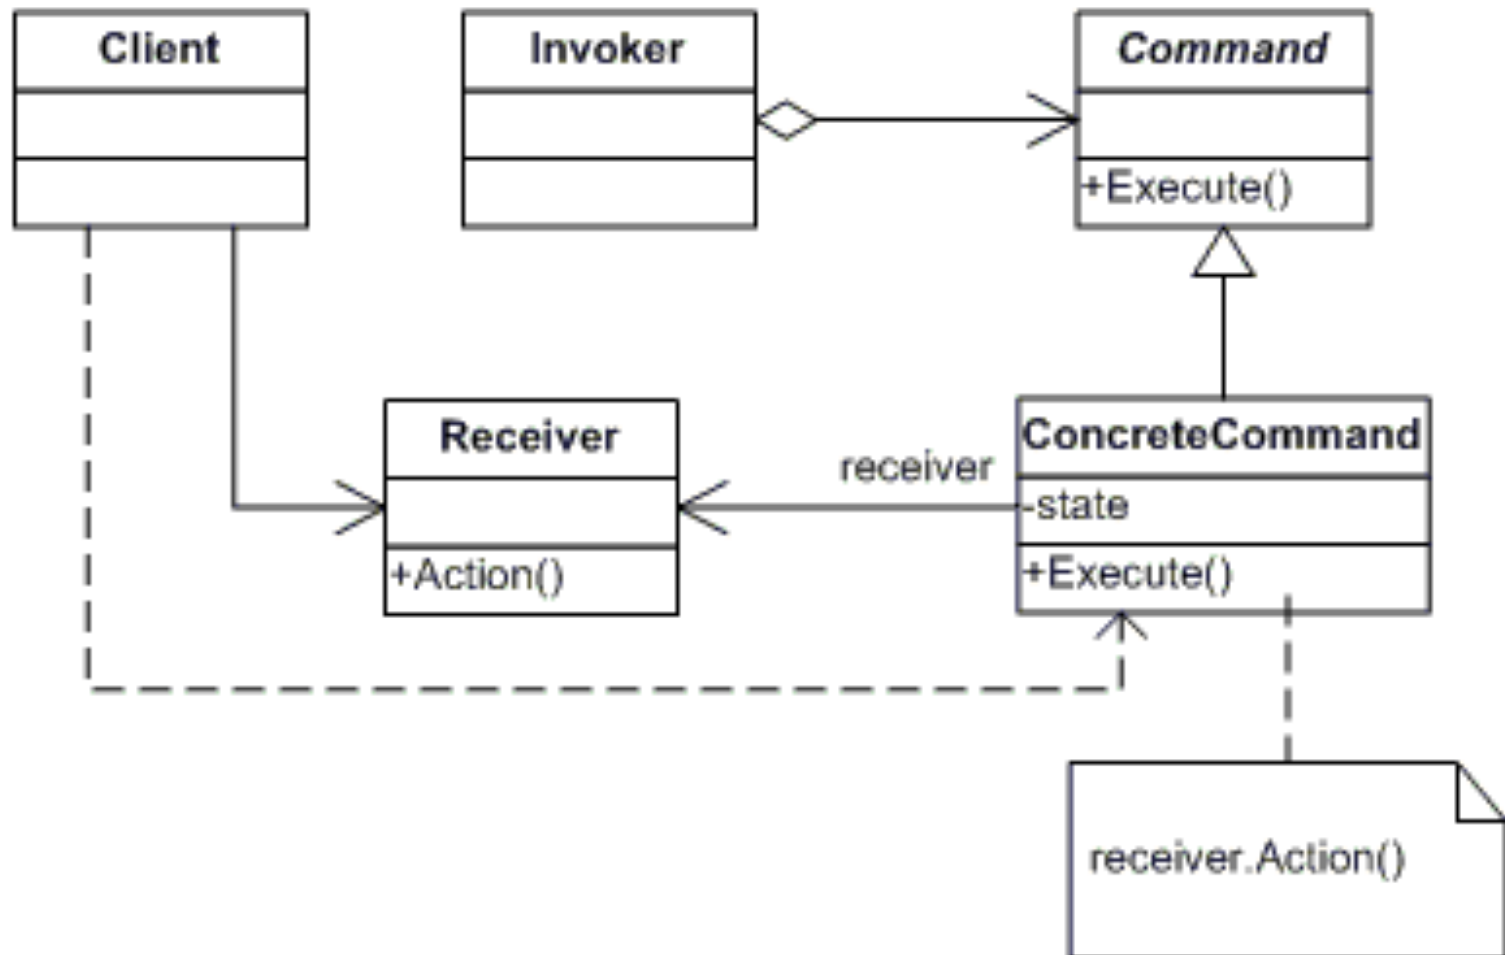 Client
Invoker
Command
+Execute()
Receiver
+Action()
receiver
ConcreteCommand
-state
+Execute()
receiver.Action()